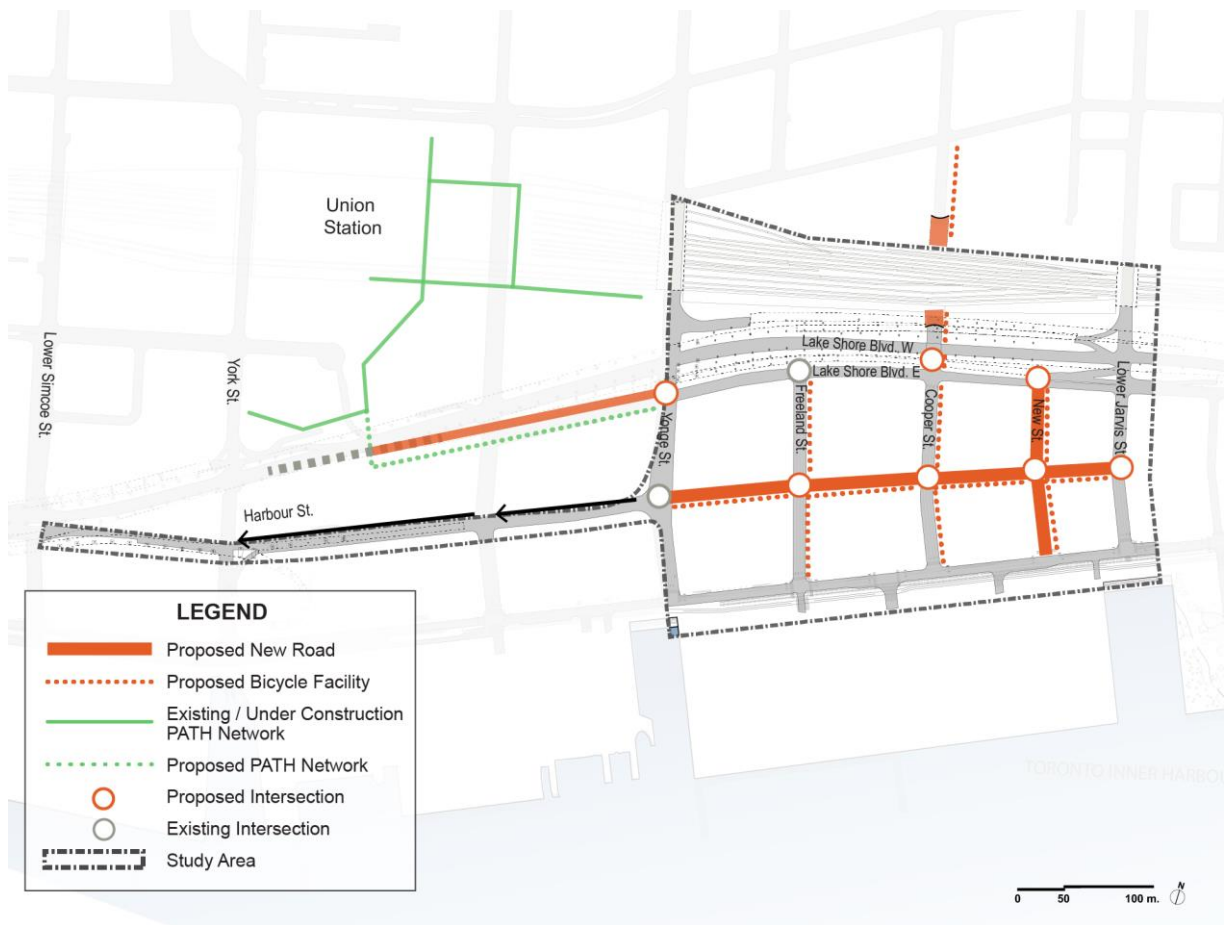 Union
Station
Lower Simcoe St.
York St.
Lake Shore Blvd. W
Lake Shore Blvd. E
Yonge St.
Freeland St.
Cooper St.
New St.
Lower Jarvis St.
Harbour St.
LEGEND
Proposed New Road
Proposed Bicycle Facility
Existing / Under Construction
PATH Network
Proposed PATH Network
Proposed Intersection
Existing Intersection
Study Area
TORONTO INNER HARBO
0 50 100 m.
N